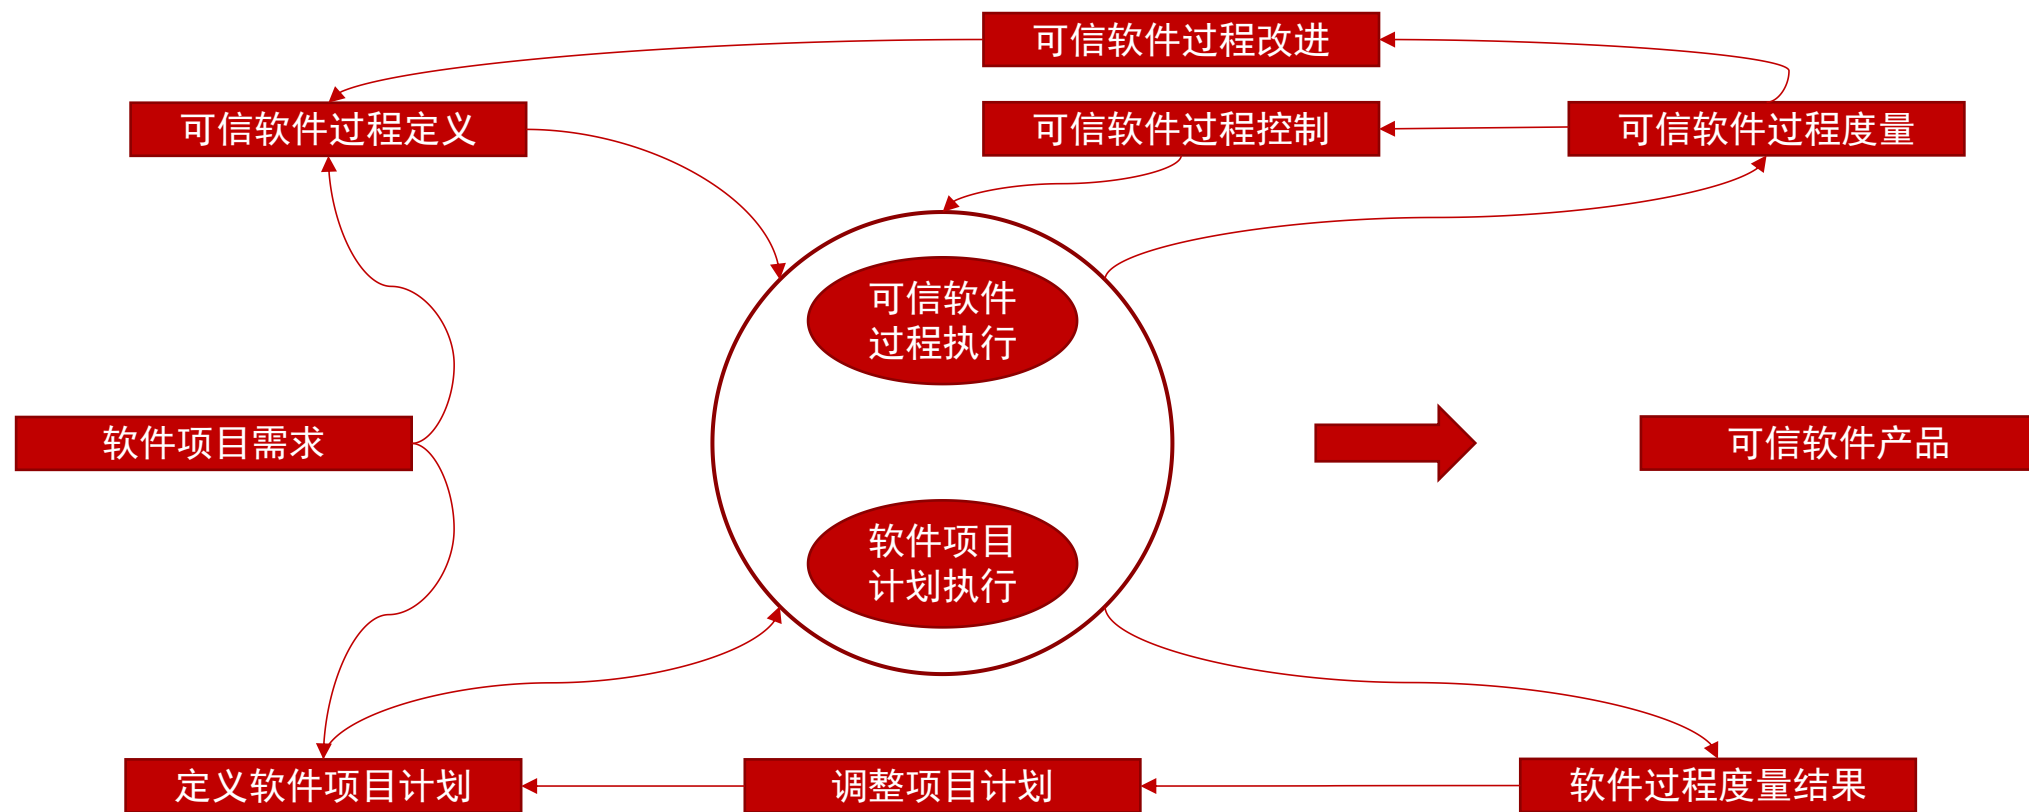 可信软件过程改进
可信软件过程定义
可信软件过程控制
可信软件过程度量
可信软件
过程执行
软件项目需求
可信软件产品
软件项目
计划执行
定义软件项目计划
调整项目计划
软件过程度量结果